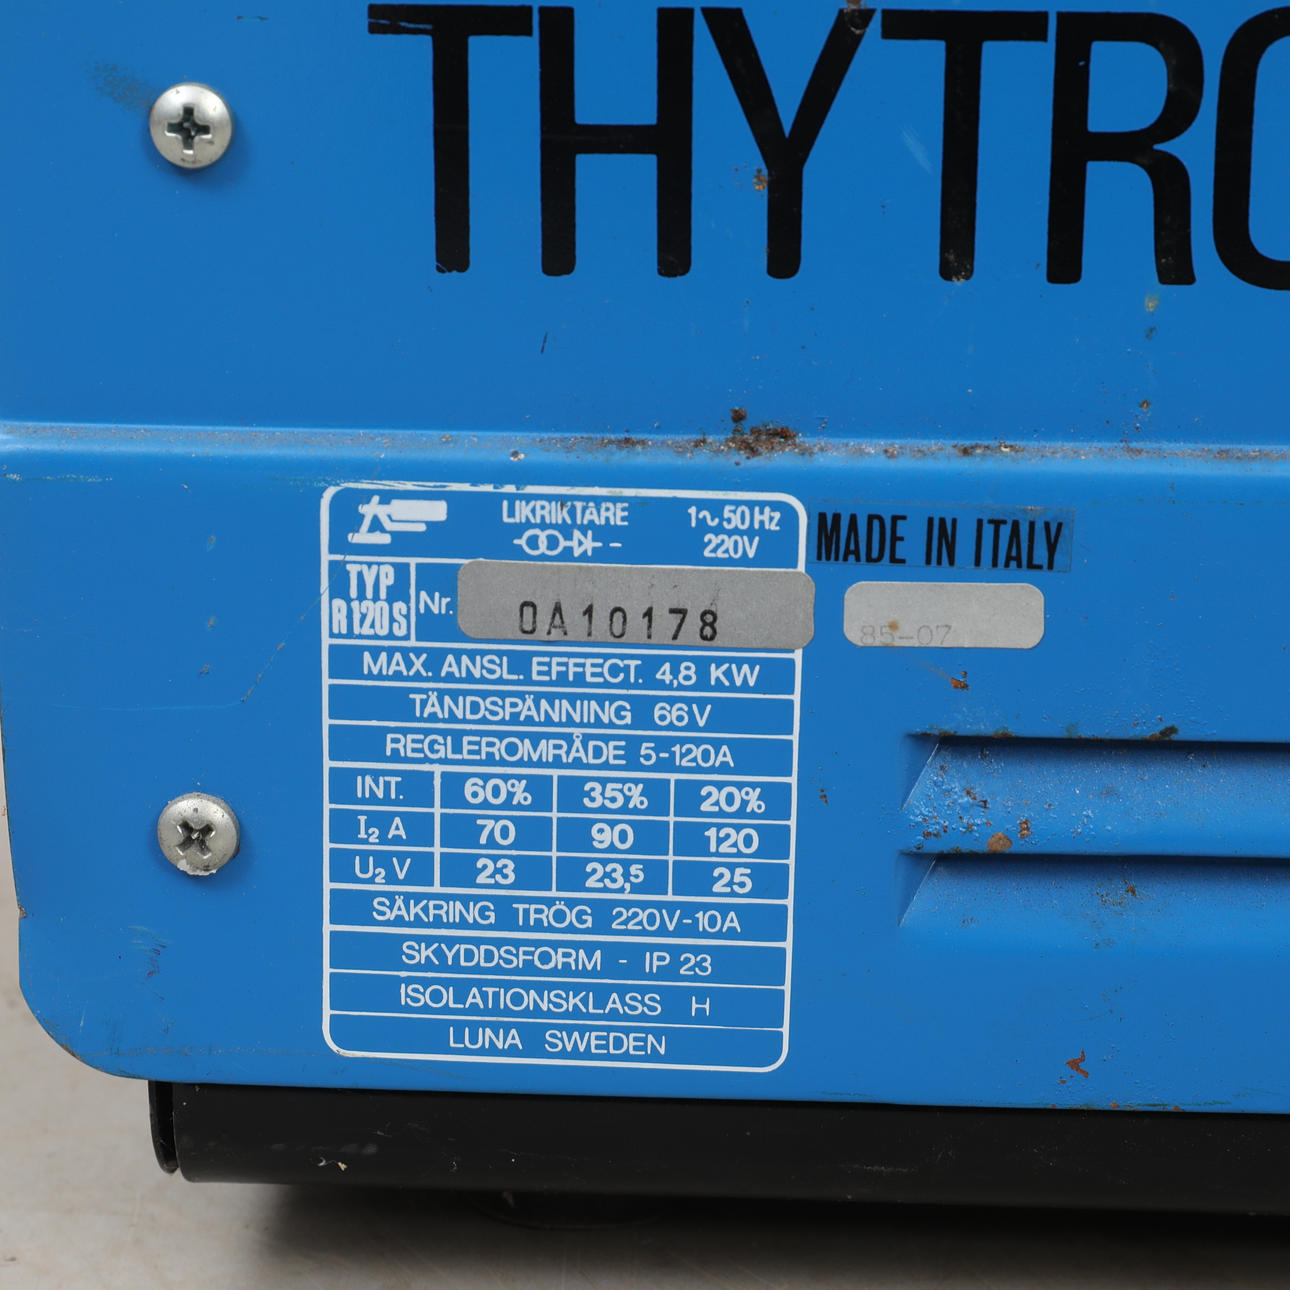 THYTRO
LIKRIKTARE 1~50Hz
220V
MADE IN ITALY
TYP
R120S
Nr. 0A10178
85-07
MAX. ANSL. EFFECT. 4,8 KW
TÄNDSPÄNNING 66V
REGLEROMRÅDE 5-120A
INT. 60% 35% 20%
I₂ A 70 90 120
U₂ V 23 23,5 25
SÄKRING TRÖG 220V-10A
SKYDDSFORM - IP 23
ISOLATIONSKLASS H
LUNA SWEDEN